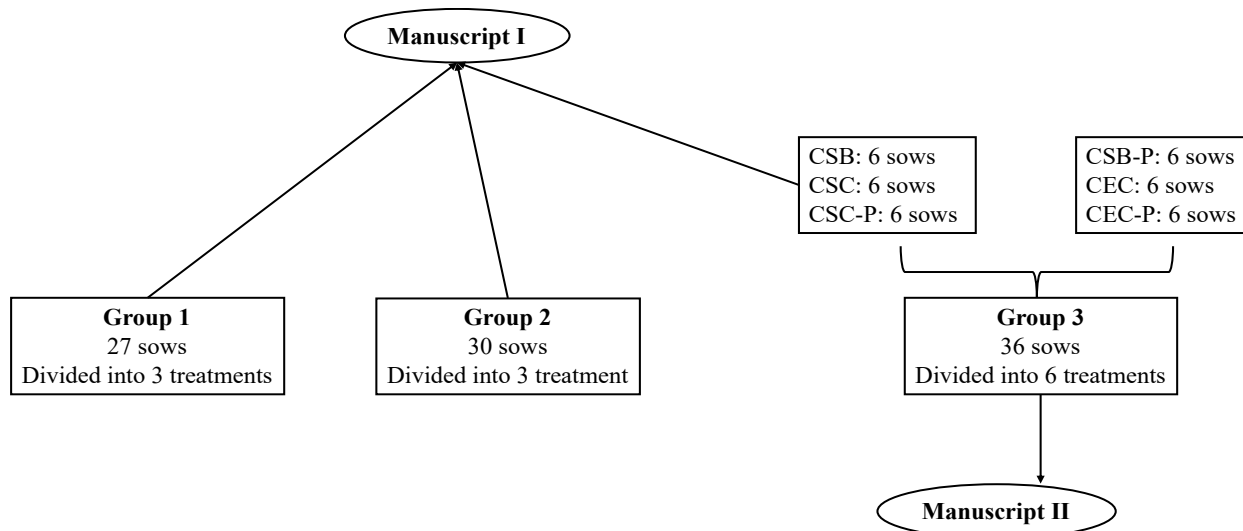 Manuscript I
CSB: 6 sows
CSC: 6 sows
CSC-P: 6 sows
CSB-P: 6 sows
CEC: 6 sows
CEC-P: 6 sows
Group 1
27 sows
Divided into 3 treatments
Group 2
30 sows
Divided into 3 treatment
Group 3
36 sows
Divided into 6 treatments
Manuscript II